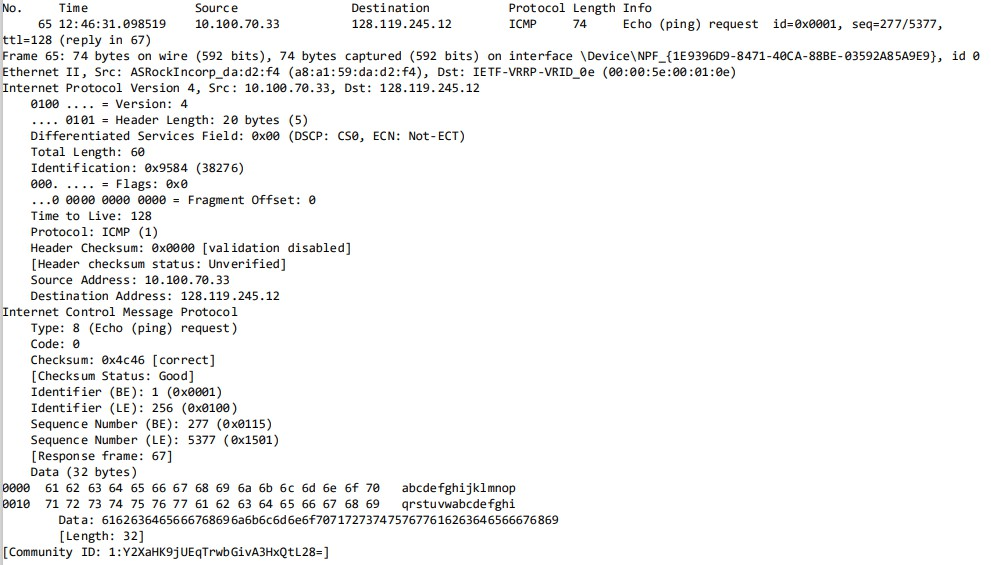 No. Time Source Destination Protocol Length Info
65 12:46:31.098519 10.100.70.33 128.119.245.12 ICMP 74 Echo (ping) request id=0x0001, seq=277/5377,
ttl=128 (reply in 67)
Frame 65: 74 bytes on wire (592 bits), 74 bytes captured (592 bits) on interface \Device\NPF_{1E9396D9-8471-40CA-88BE-03592A85A9E9}, id 0
Ethernet II, Src: ASRockIncorp_da:d2:f4 (a8:a1:59:da:d2:f4), Dst: IETF-VRRP-VRID_0e (00:00:5e:00:01:0e)
Internet Protocol Version 4, Src: 10.100.70.33, Dst: 128.119.245.12
0100 .... = Version: 4
.... 0101 = Header Length: 20 bytes (5)
Differentiated Services Field: 0x00 (DSCP: CS0, ECN: Not-ECT)
Total Length: 60
Identification: 0x9584 (38276)
000. .... = Flags: 0x0
...0 0000 0000 0000 = Fragment Offset: 0
Time to Live: 128
Protocol: ICMP (1)
Header Checksum: 0x0000 [validation disabled]
[Header checksum status: Unverified]
Source Address: 10.100.70.33
Destination Address: 128.119.245.12
Internet Control Message Protocol
Type: 8 (Echo (ping) request)
Code: 0
Checksum: 0x4c46 [correct]
[Checksum Status: Good]
Identifier (BE): 1 (0x0001)
Identifier (LE): 256 (0x0100)
Sequence Number (BE): 277 (0x0115)
Sequence Number (LE): 5377 (0x1501)
[Response frame: 67]
Data (32 bytes)
0000 61 62 63 64 65 66 67 68 69 6a 6b 6c 6d 6e 6f 70 abcdefghijklmnop
0010 71 72 73 74 75 76 77 61 62 63 64 65 66 67 68 69 qrstuvwabcdefghi
Data: 6162636465666768696a6b6c6d6e6f7071727374757677616263646566676869
[Length: 32]
[Community ID: 1:Y2XaHK9jUEqTrwbGivA3HxQtL28=]